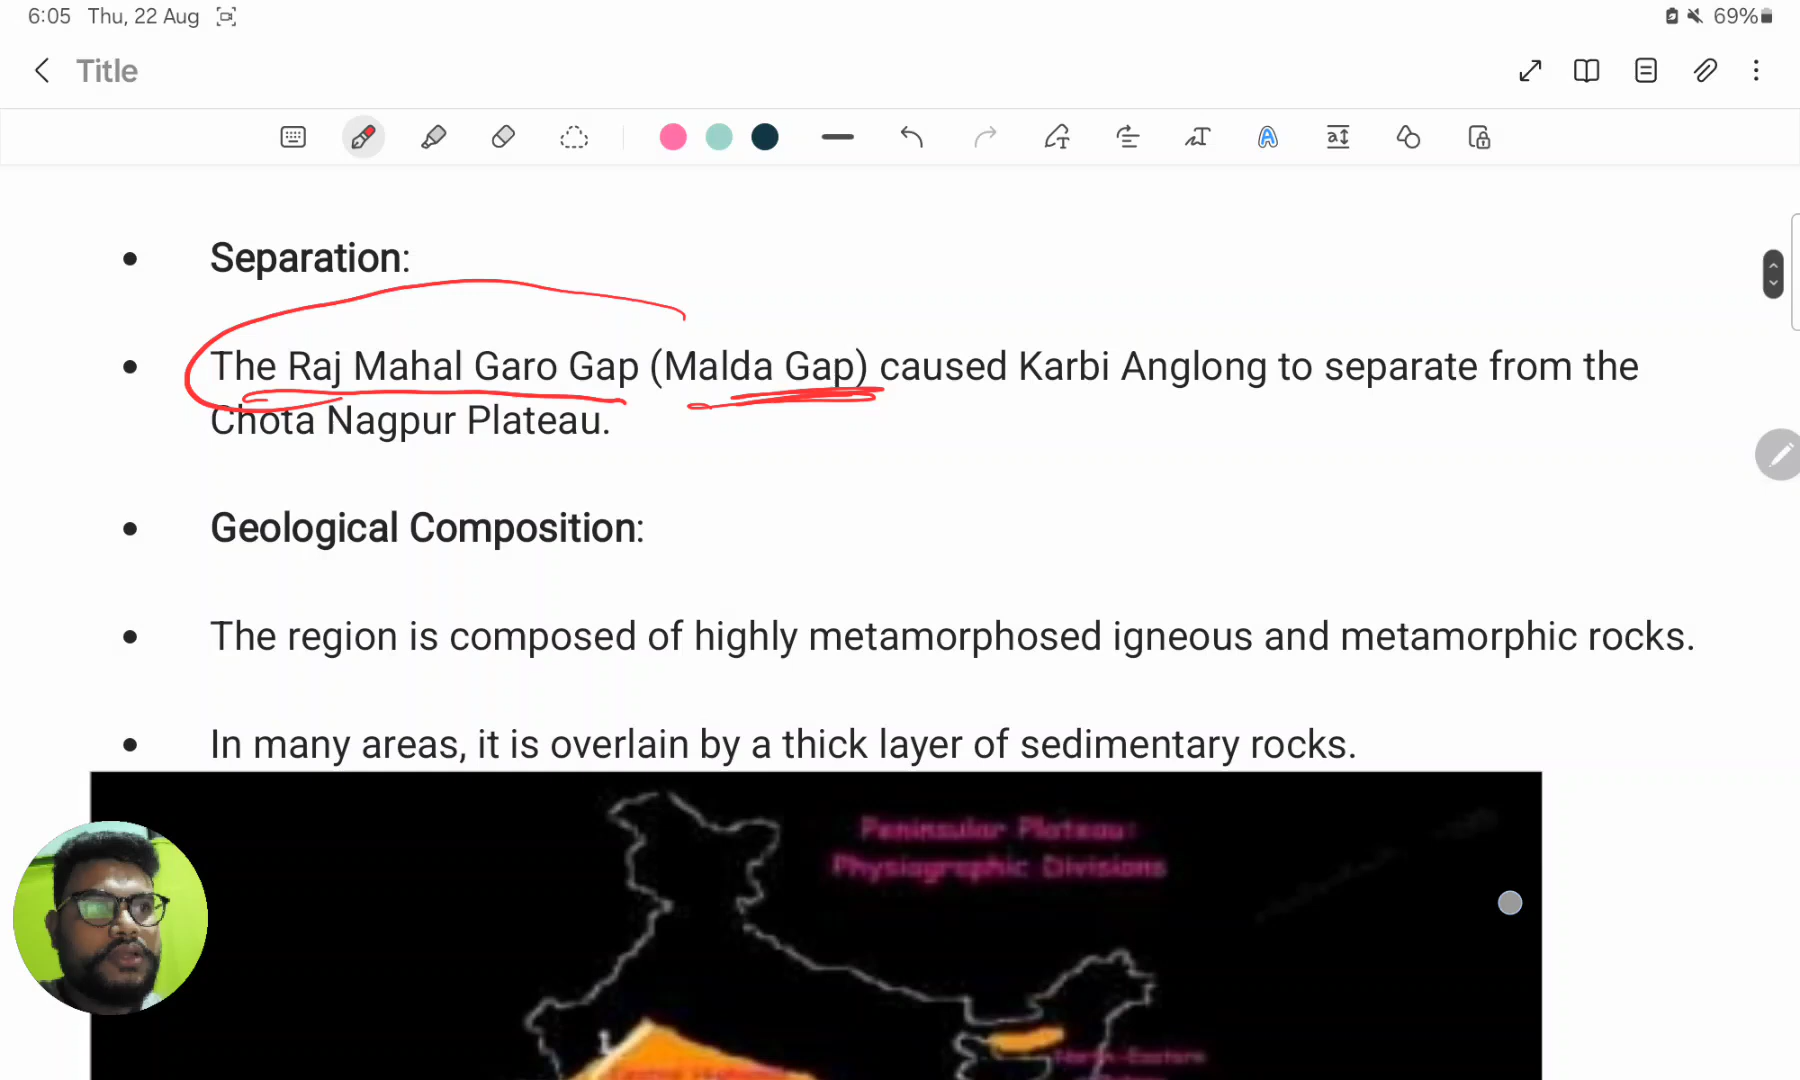 6:05 Thu, 22 Aug 69%
Title
Separation:
The Raj Mahal Garo Gap (Malda Gap) caused Karbi Anglong to separate from the
Chota Nagpur Plateau.
Geological Composition:
The region is composed of highly metamorphosed igneous and metamorphic rocks.
In many areas, it is overlain by a thick layer of sedimentary rocks.
Peninsular Plateau:
Physiographic Divisions
North-Eastern